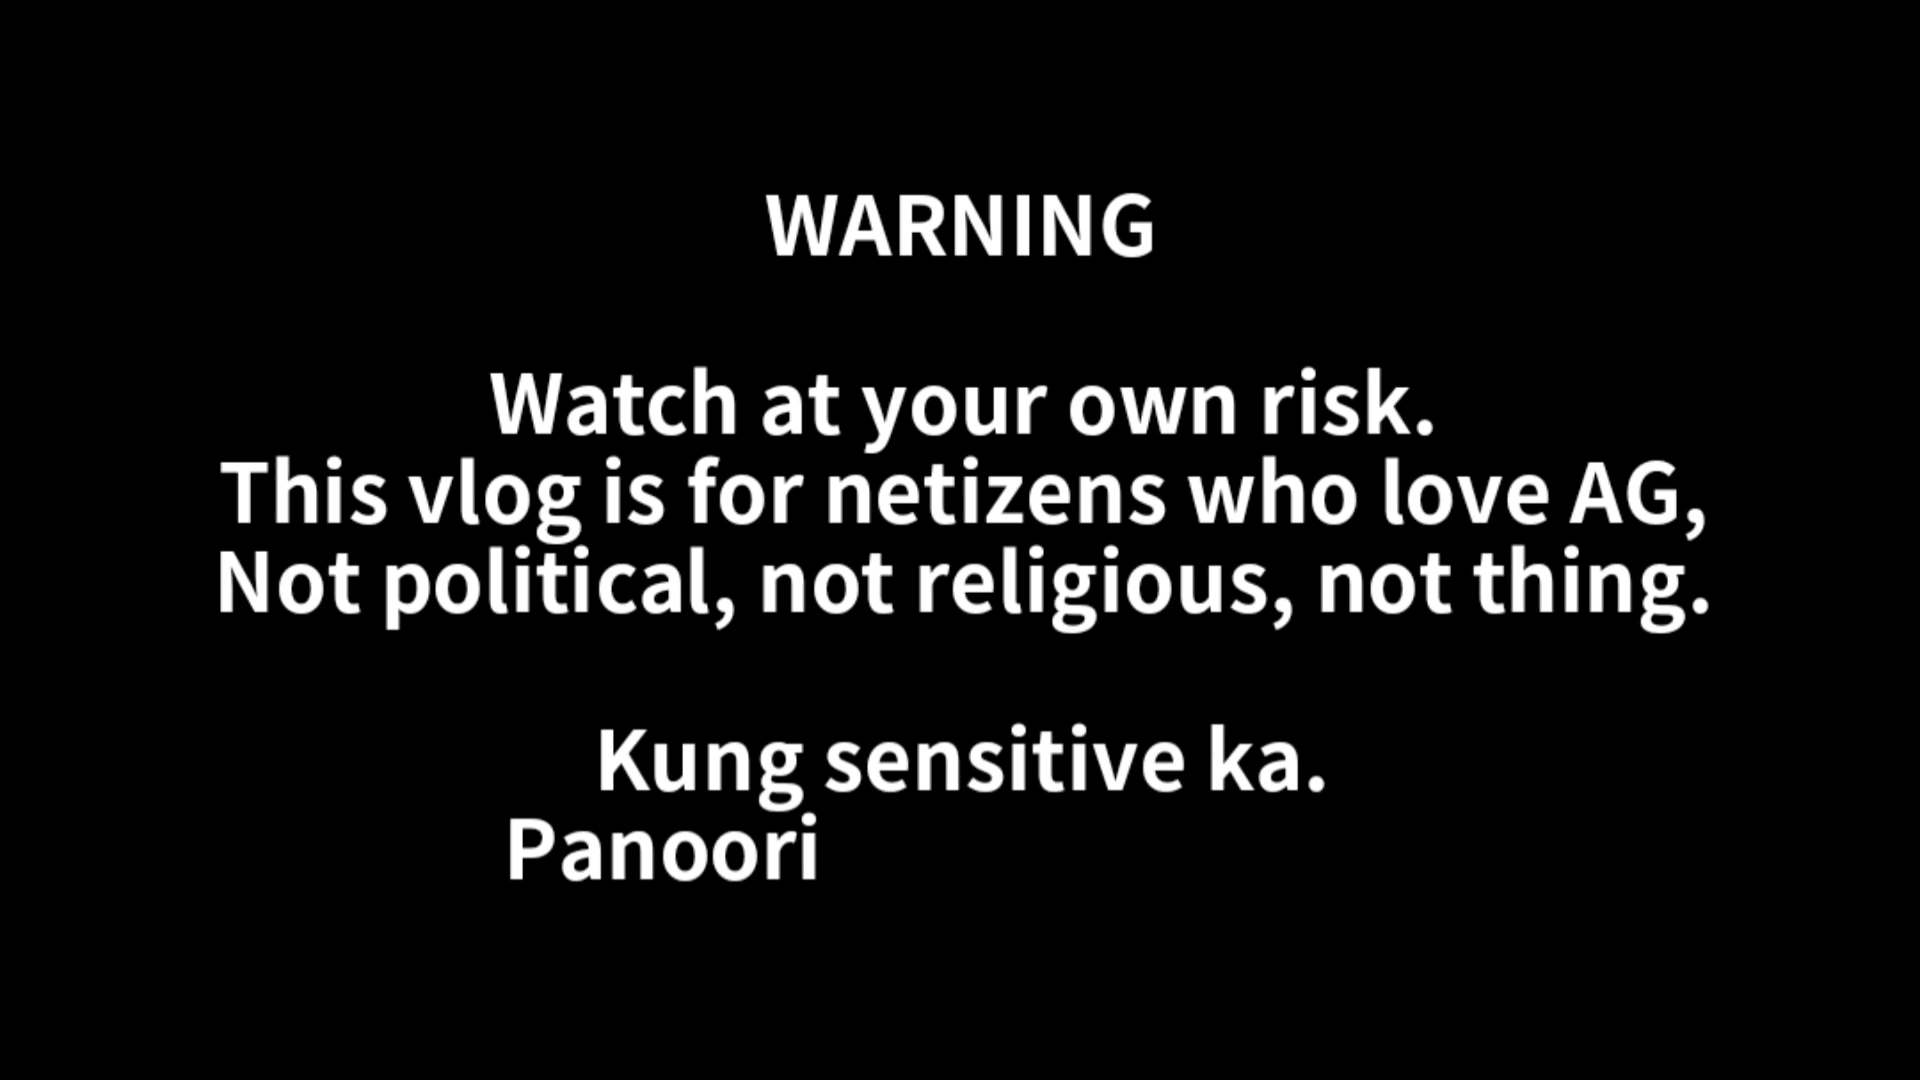 WARNING
Watch at your own risk.
This vlog is for netizens who love AG,
Not political, not religious, not thing.
Kung sensitive ka.
Panoori